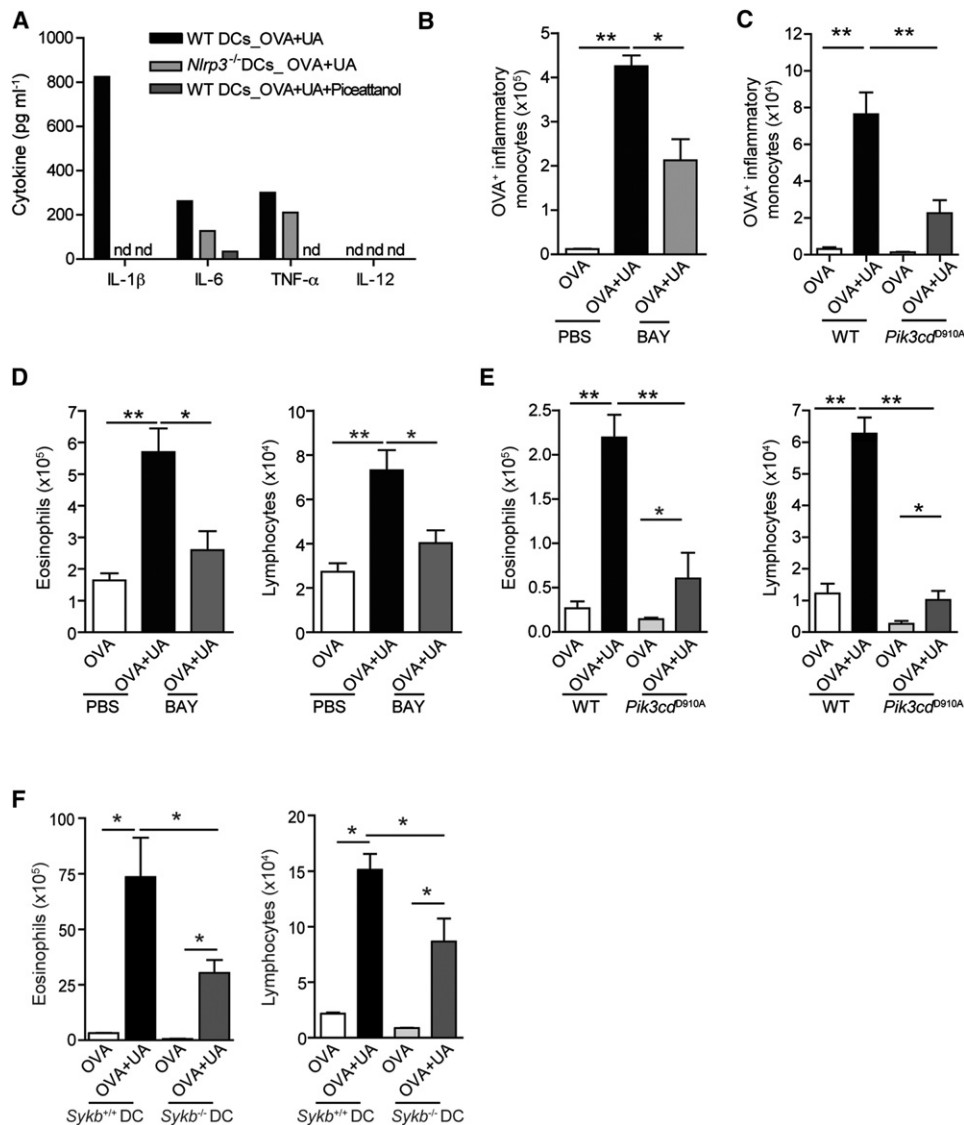 A
WT DCs_OVA+UA
Nlrp3-/-DCs_ OVA+UA
WT DCs_OVA+UA+Piceattanol
Cytokine (pg ml-1)
1000
800
600
400
200
0
nd nd
nd
nd nd nd
IL-1β IL-6 TNF-α IL-12
B
OVA+ inflammatory
monocytes (x10⁵)
5
4
3
2
1
0
** *
OVA OVA+UA OVA+UA
PBS BAY
C
OVA+ inflammatory
monocytes (x10⁴)
12
10
8
6
4
2
0
** **
OVA OVA+UA OVA OVA+UA
WT Pik3cdD910A
D
Eosinophils (x10⁵)
7
6
5
4
3
2
1
0
** *
OVA OVA+UA OVA+UA
PBS BAY
Lymphocytes (x10⁴)
10
8
6
4
2
0
** *
OVA OVA+UA OVA+UA
PBS BAY
E
Eosinophils (x10⁵)
2.5
2.0
1.5
1.0
0.5
0.0
** **
*
OVA OVA+UA OVA OVA+UA
WT Pik3cdD910A
Lymphocytes (x10⁴)
7
6
5
4
3
2
1
0
** **
*
OVA OVA+UA OVA OVA+UA
WT Pik3cdD910A
F
Eosinophils (x10⁵)
100
75
50
25
0
* *
*
OVA OVA+UA OVA OVA+UA
Sykb+/+ DC Sykb-/- DC
Lymphocytes (x10⁴)
20
15
10
5
0
* *
*
OVA OVA+UA OVA OVA+UA
Sykb+/+ DC Sykb-/- DC